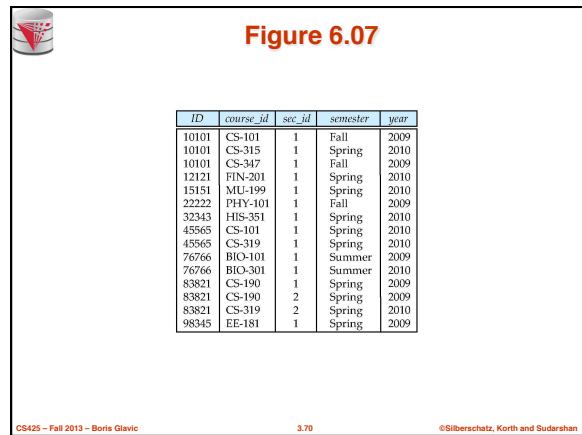 Figure 6.07
ID course_id sec_id semester year
10101 CS-101 1 Fall 2009
10101 CS-315 1 Spring 2010
10101 CS-347 1 Fall 2009
12121 FIN-201 1 Spring 2010
15151 MU-199 1 Spring 2010
22222 PHY-101 1 Fall 2009
32343 HIS-351 1 Spring 2010
45565 CS-101 1 Spring 2010
45565 CS-319 1 Spring 2010
76766 BIO-101 1 Summer 2009
76766 BIO-301 1 Summer 2010
83821 CS-190 1 Spring 2009
83821 CS-190 2 Spring 2009
83821 CS-319 2 Spring 2010
98345 EE-181 1 Spring 2009
CS425 – Fall 2013 – Boris Glavic 3.70 ©Silberschatz, Korth and Sudarshan